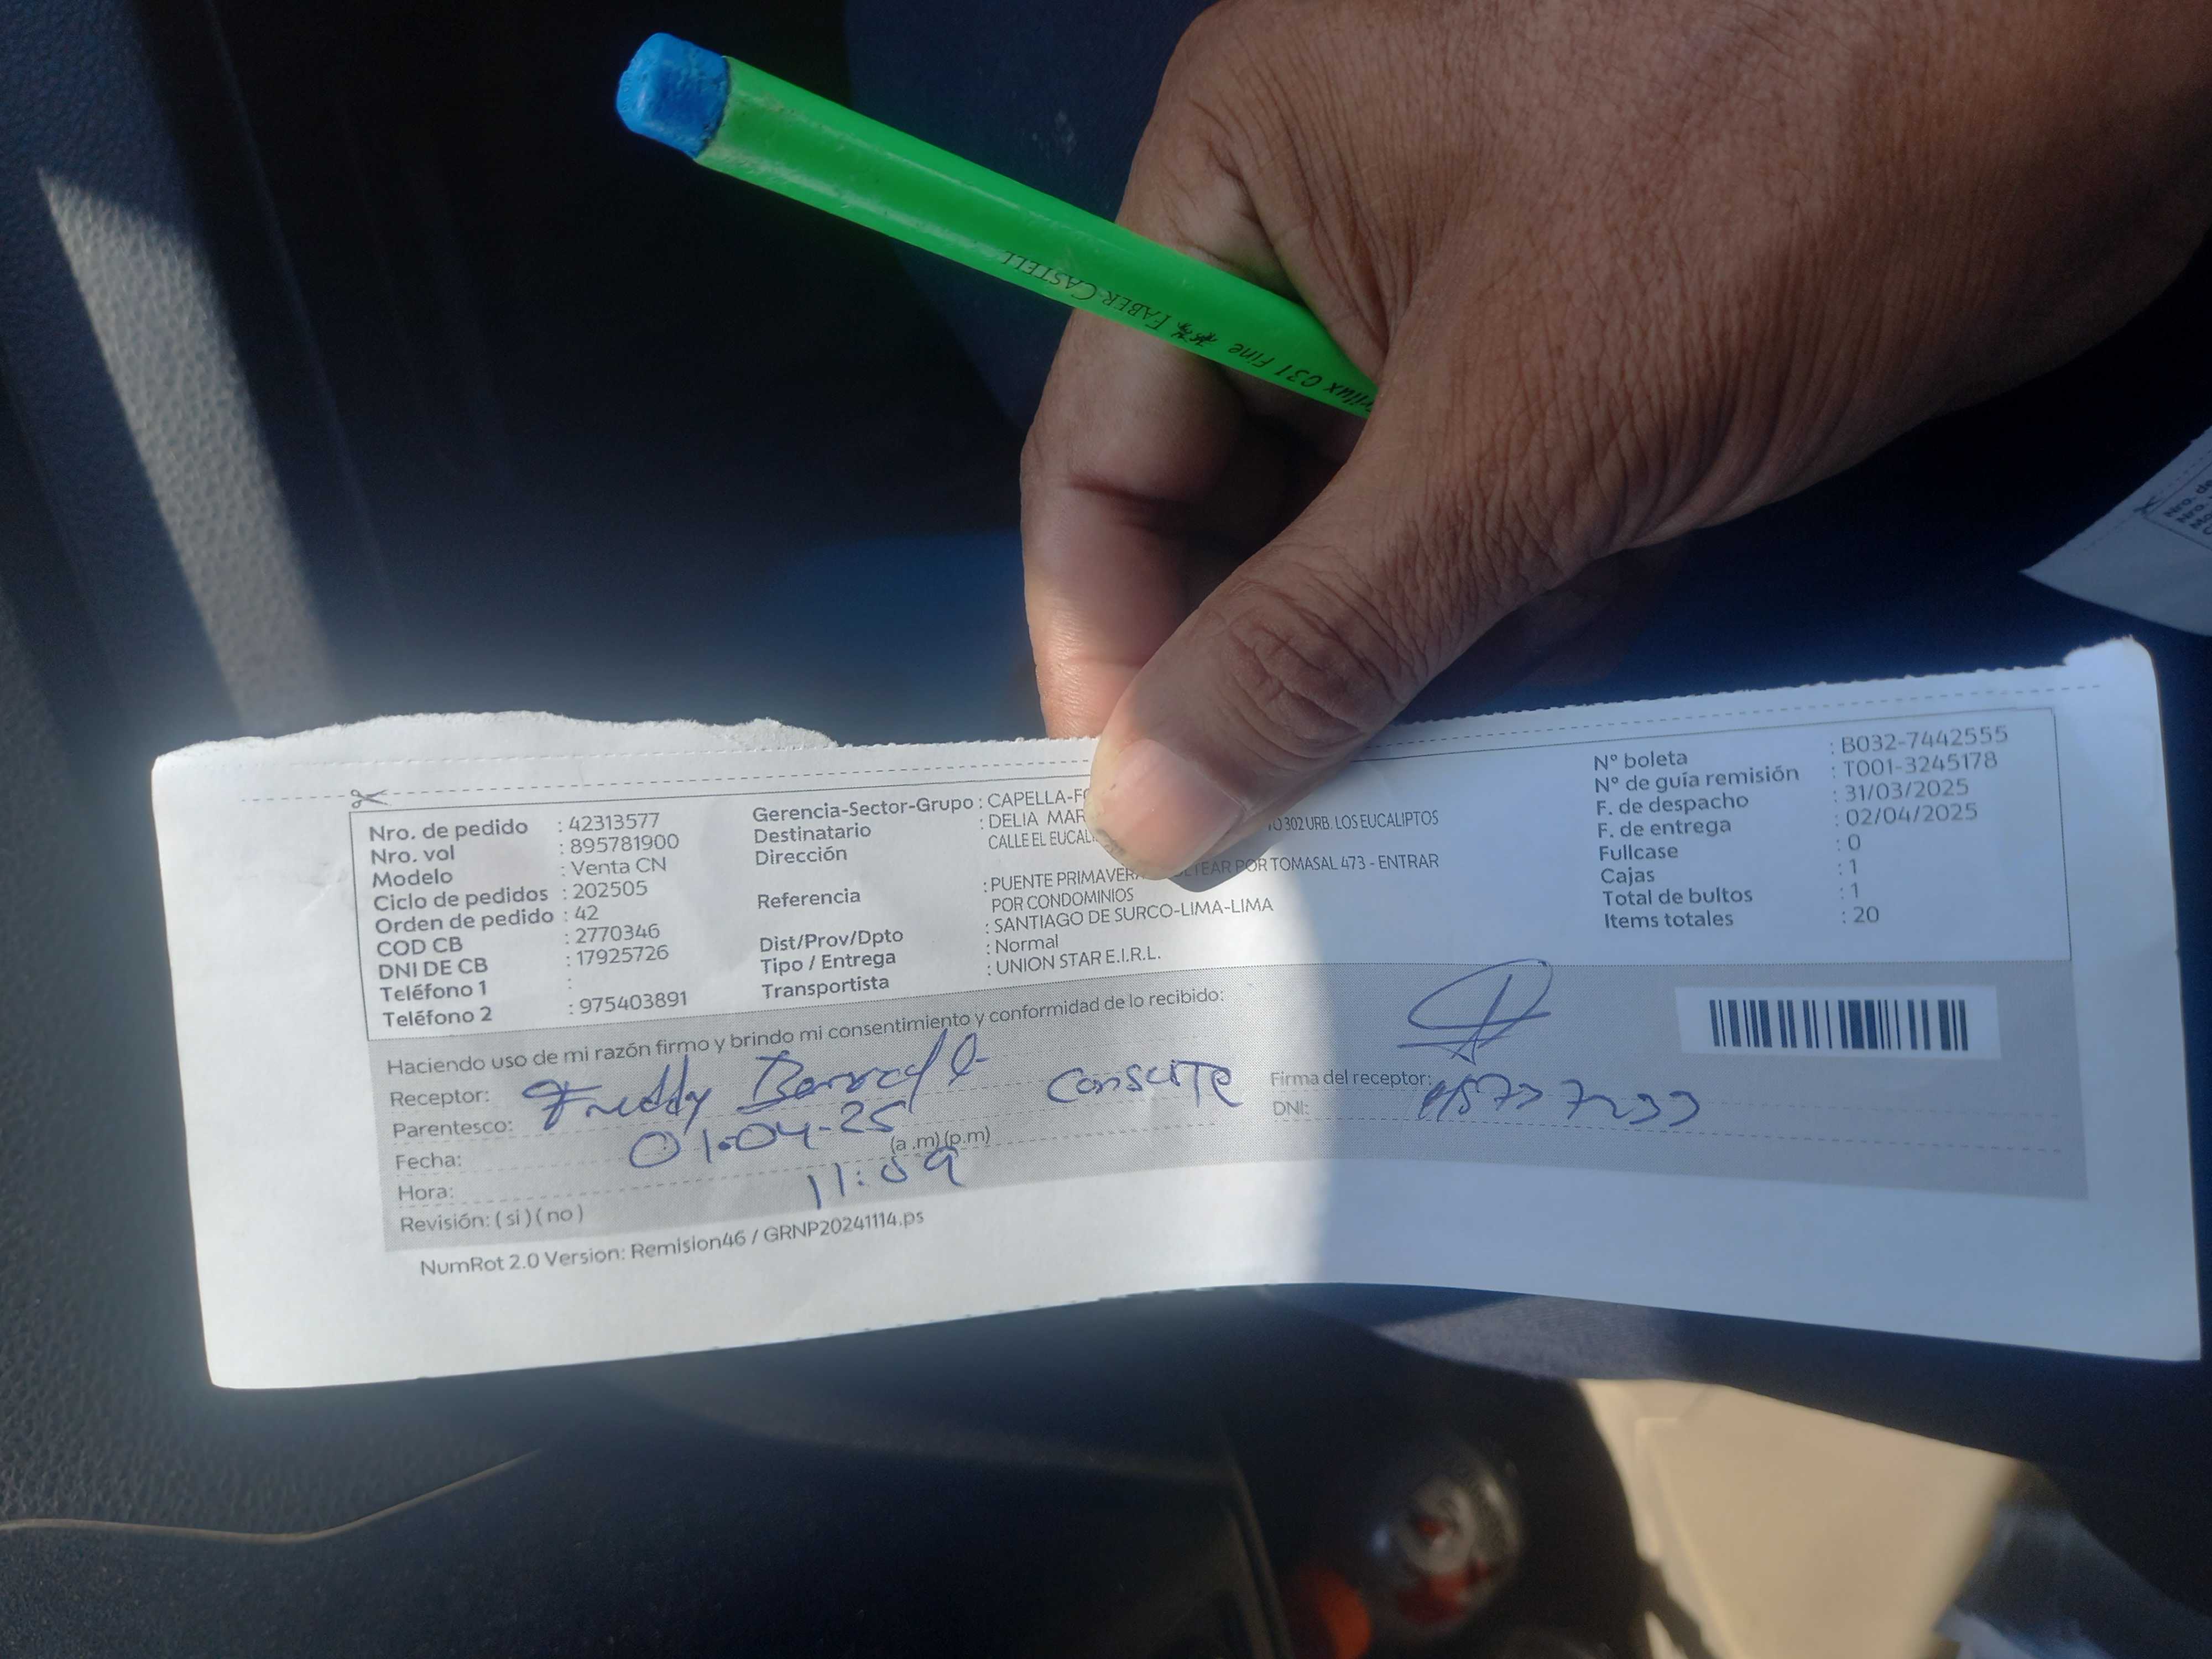 Trilux 031 Fine FABER-CASTELL
Nro. de pedido : 42313577
Nro. vol : 895781900
Modelo : Venta CN
Ciclo de pedidos : 202505
Orden de pedido : 42
COD CB : 2770346
DNI DE CB : 17925726
Teléfono 1 :
Teléfono 2 : 975403891
Gerencia-Sector-Grupo : CAPELLA-
Destinatario : DELIA MAR
Dirección : CALLE EL EUCAL 302 URB. LOS EUCALIPTOS
Referencia : PUENTE PRIMAVERA TEAR POR TOMASAL 473 - ENTRAR
POR CONDOMINIOS
Dist/Prov/Dpto : SANTIAGO DE SURCO-LIMA-LIMA
Tipo / Entrega : Normal
Transportista : UNION STAR E.I.R.L.
N° boleta : B032-7442555
N° de guía remisión : T001-3245178
F. de despacho : 31/03/2025
F. de entrega : 02/04/2025
Fullcase : 0
Cajas : 1
Total de bultos : 1
Items totales : 20
Haciendo uso de mi razón firmo y brindo mi consentimiento y conformidad de lo recibido:
Receptor: Freddy
Parentesco:
Fecha: 01-04-25
Hora: 11:09 (a .m) (p.m)
Revisión: ( si ) ( no )
Firma del receptor:
DNI:
NumRot 2.0 Version: Remision46 / GRNP20241114.ps